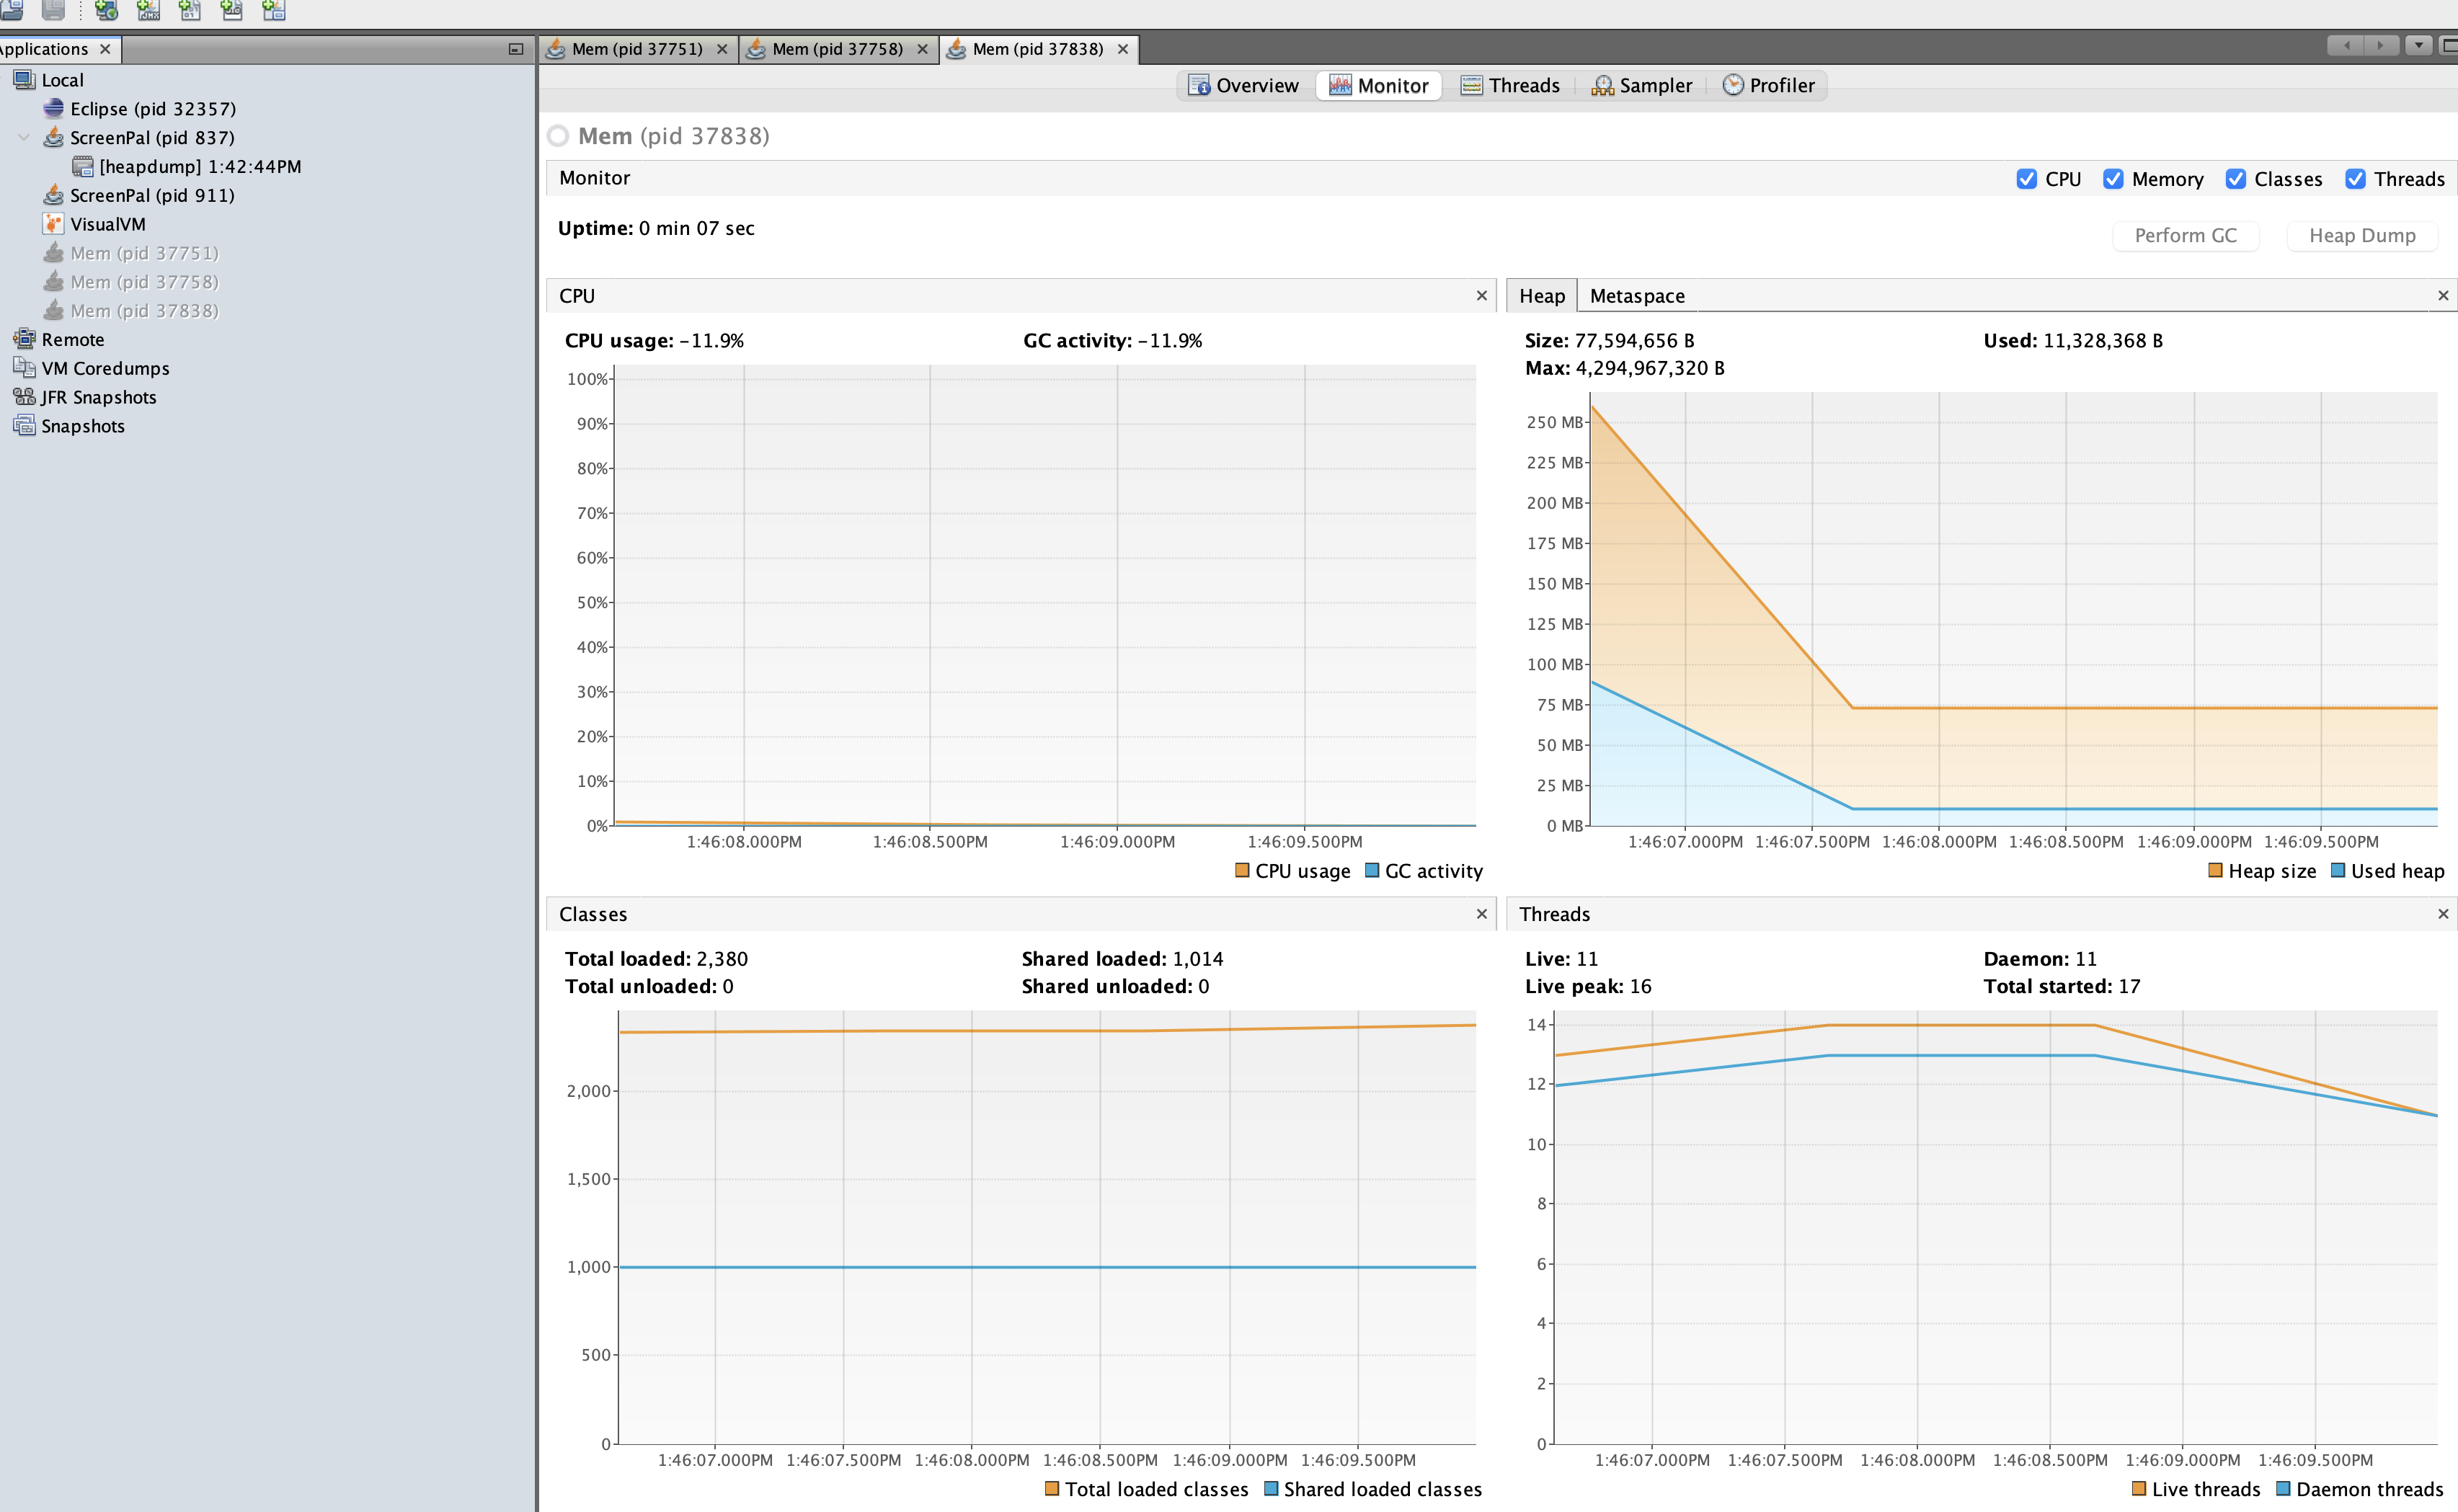 Applications
Local
Eclipse (pid 32357)
ScreenPal (pid 837)
[heapdump] 1:42:44PM
ScreenPal (pid 911)
VisualVM
Mem (pid 37751)
Mem (pid 37758)
Mem (pid 37838)
Remote
VM Coredumps
JFR Snapshots
Snapshots
Mem (pid 37751) Mem (pid 37758) Mem (pid 37838)
Overview Monitor Threads Sampler Profiler
Mem (pid 37838)
Monitor CPU Memory Classes Threads
Uptime: 0 min 07 sec Perform GC Heap Dump
CPU
CPU usage: -11.9% GC activity: -11.9%
100%
90%
80%
70%
60%
50%
40%
30%
20%
10%
0%
1:46:08.000PM 1:46:08.500PM 1:46:09.000PM 1:46:09.500PM
CPU usage GC activity
Heap Metaspace
Size: 77,594,656 B Used: 11,328,368 B
Max: 4,294,967,320 B
250 MB
225 MB
200 MB
175 MB
150 MB
125 MB
100 MB
75 MB
50 MB
25 MB
0 MB
1:46:07.000PM 1:46:07.500PM 1:46:08.000PM 1:46:08.500PM 1:46:09.000PM 1:46:09.500PM
Heap size Used heap
Classes
Total loaded: 2,380 Shared loaded: 1,014
Total unloaded: 0 Shared unloaded: 0
2,000
1,500
1,000
500
0
1:46:07.000PM 1:46:07.500PM 1:46:08.000PM 1:46:08.500PM 1:46:09.000PM 1:46:09.500PM
Total loaded classes Shared loaded classes
Threads
Live: 11 Daemon: 11
Live peak: 16 Total started: 17
14
12
10
8
6
4
2
0
1:46:07.000PM 1:46:07.500PM 1:46:08.000PM 1:46:08.500PM 1:46:09.000PM 1:46:09.500PM
Live threads Daemon threads